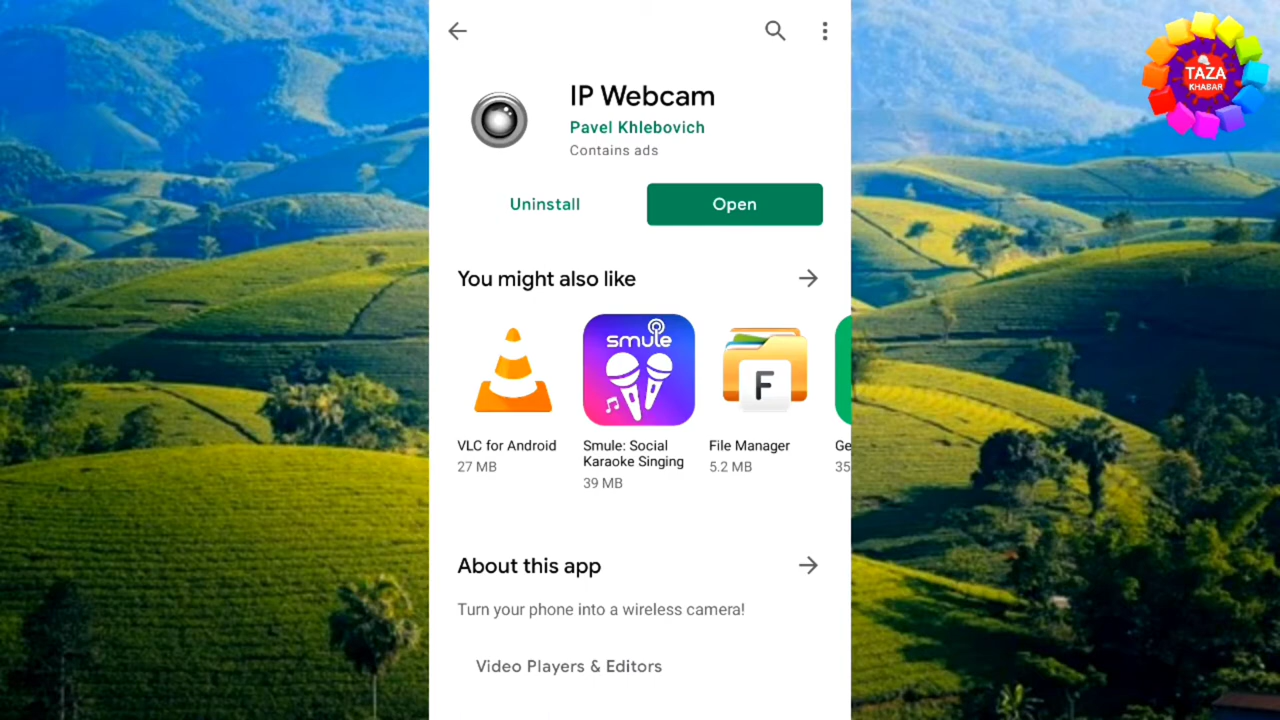 TAZA
KHABAR
IP Webcam
Pavel Khlebovich
Contains ads
Uninstall
Open
You might also like
smule
F
VLC for Android
27 MB
Smule: Social
Karaoke Singing
39 MB
File Manager
5.2 MB
Ge
35
About this app
Turn your phone into a wireless camera!
Video Players & Editors